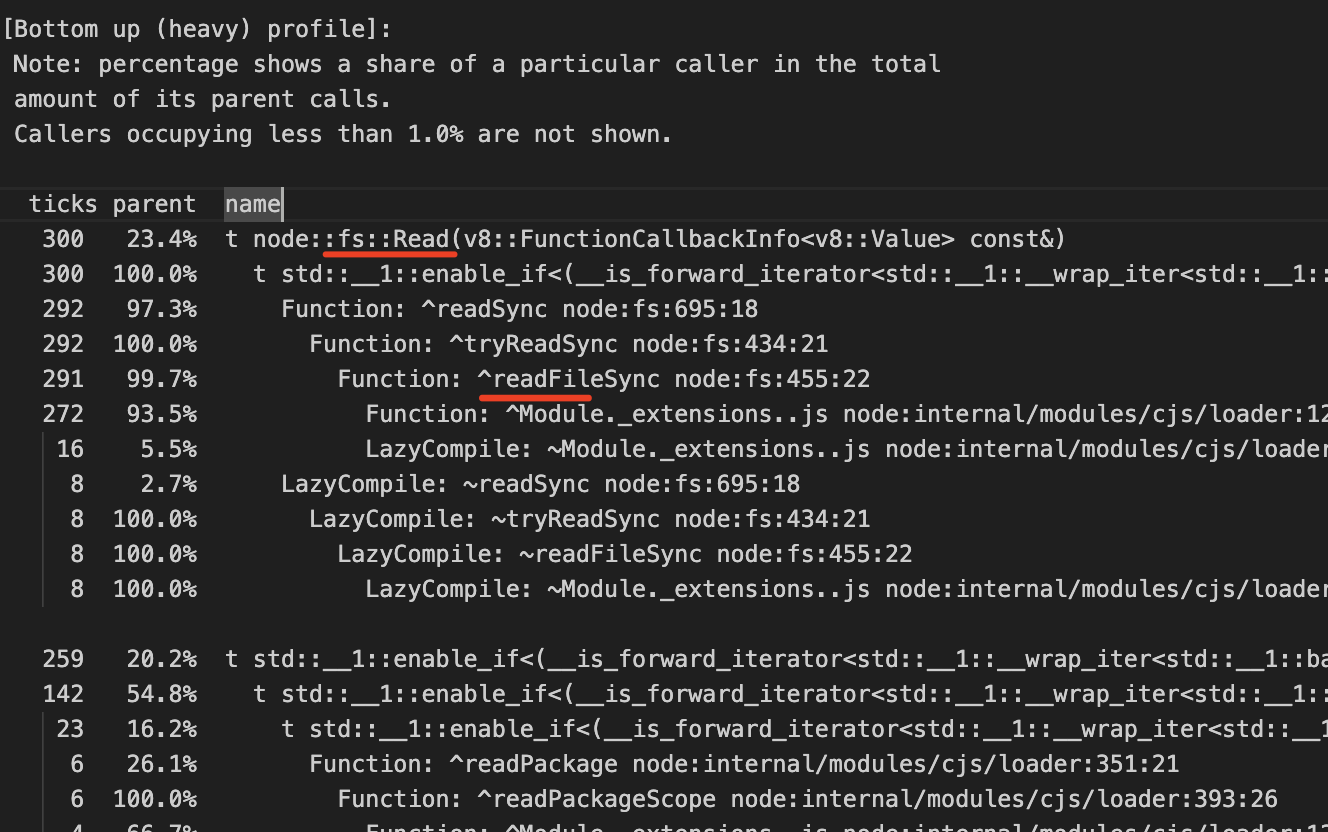 [Bottom up (heavy) profile]:
Note: percentage shows a share of a particular caller in the total
amount of its parent calls.
Callers occupying less than 1.0% are not shown.
ticks parent name
300 23.4% t node::fs::Read(v8::FunctionCallbackInfo<v8::Value> const&)
300 100.0% t std::__1::enable_if<(__is_forward_iterator<std::__1::__wrap_iter<std::__1::
292 97.3% Function: ^readSync node:fs:695:18
292 100.0% Function: ^tryReadSync node:fs:434:21
291 99.7% Function: ^readFileSync node:fs:455:22
272 93.5% Function: ^Module._extensions..js node:internal/modules/cjs/loader:12
16 5.5% LazyCompile: ~Module._extensions..js node:internal/modules/cjs/loader
8 2.7% LazyCompile: ~readSync node:fs:695:18
8 100.0% LazyCompile: ~tryReadSync node:fs:434:21
8 100.0% LazyCompile: ~readFileSync node:fs:455:22
8 100.0% LazyCompile: ~Module._extensions..js node:internal/modules/cjs/loader
259 20.2% t std::__1::enable_if<(__is_forward_iterator<std::__1::__wrap_iter<std::__1::ba
142 54.8% t std::__1::enable_if<(__is_forward_iterator<std::__1::__wrap_iter<std::__1::
23 16.2% t std::__1::enable_if<(__is_forward_iterator<std::__1::__wrap_iter<std::__1
6 26.1% Function: ^readPackage node:internal/modules/cjs/loader:351:21
6 100.0% Function: ^readPackageScope node:internal/modules/cjs/loader:393:26
4 66.7% Function: ^Module._extensions..js node:internal/modules/cjs/loader:12